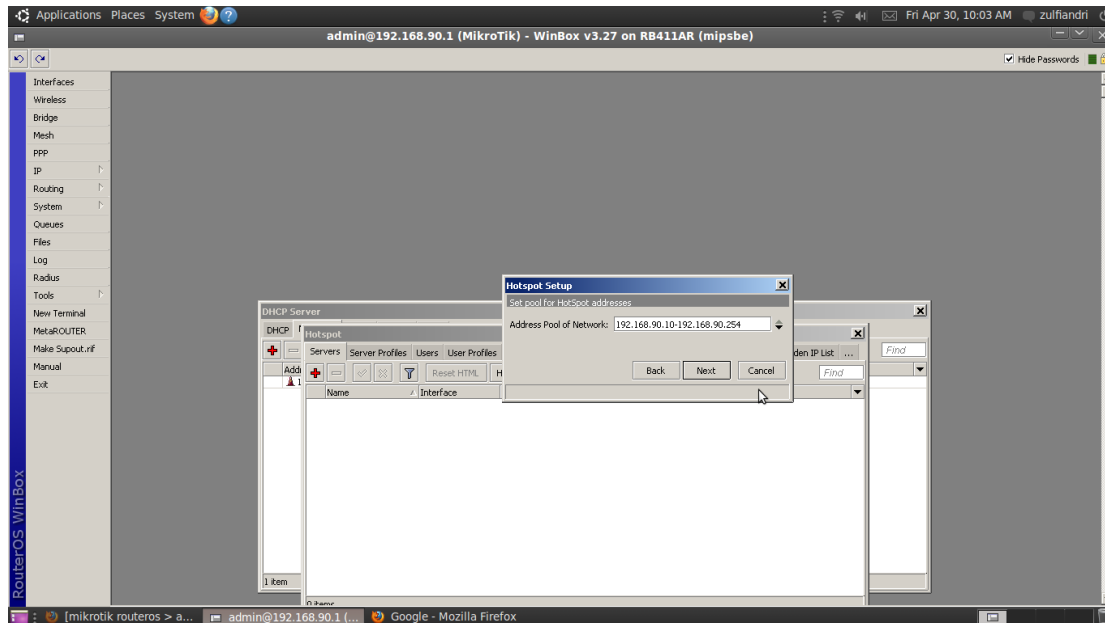 Applications Places System ? Fri Apr 30, 10:03 AM zulfiandri
admin@192.168.90.1 (MikroTik) - WinBox v3.27 on RB411AR (mipsbe)
Hide Passwords
Interfaces
Wireless
Bridge
Mesh
PPP
IP
Routing
System
Queues
Files
Log
Radius
Tools
New Terminal
MetaROUTER
Make Supout.rif
Manual
Exit
RouterOS WinBox
DHCP Server
DHCP
Find
Add
1
1 item
Hotspot
Servers Server Profiles Users User Profiles den IP List ...
Reset HTML H Find
Name Interface
0 items
Hotspot Setup
Set pool for HotSpot addresses
Address Pool of Network: 192.168.90.10-192.168.90.254
Back Next Cancel
[mikrotik routeros > a... admin@192.168.90.1 (... Google - Mozilla Firefox